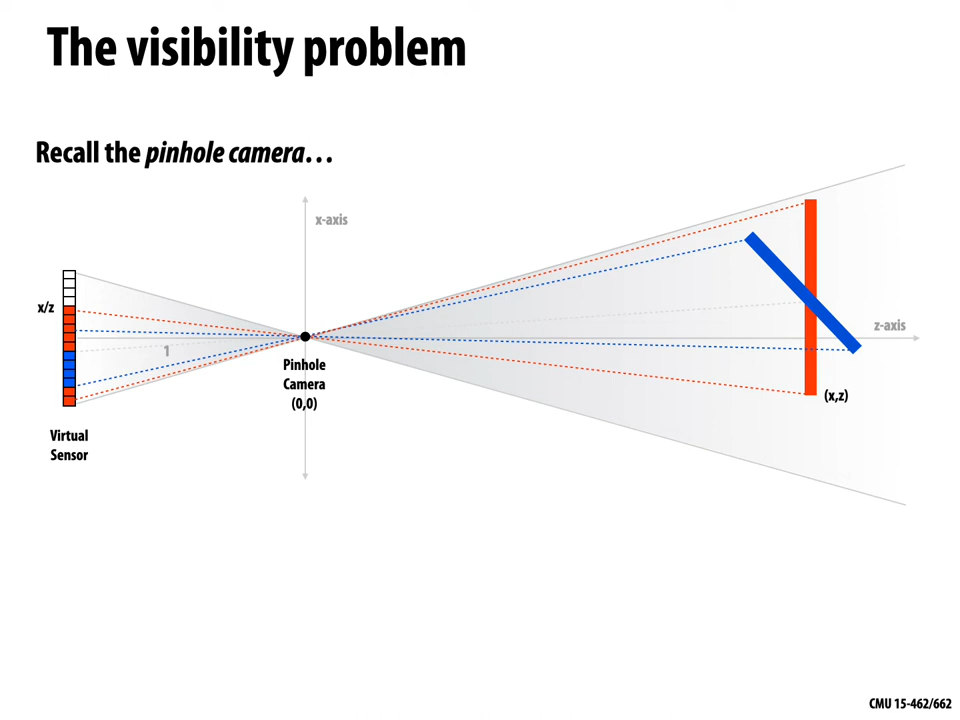 The visibility problem
Recall the pinhole camera…
x-axis
x/z
z-axis
1
Pinhole
Camera
(0,0)
(x,z)
Virtual
Sensor
CMU 15-462/662